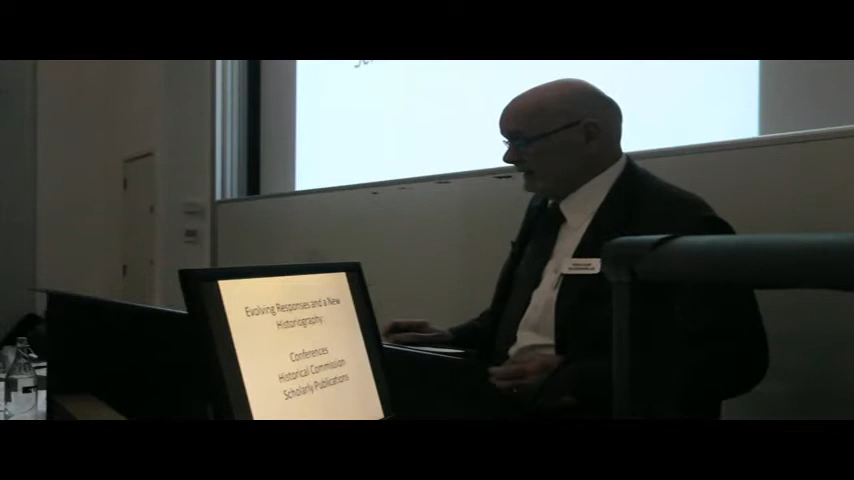 Evolving Responses and a New
Historiography
Conferences
Historical Commission
Scholarly Publications